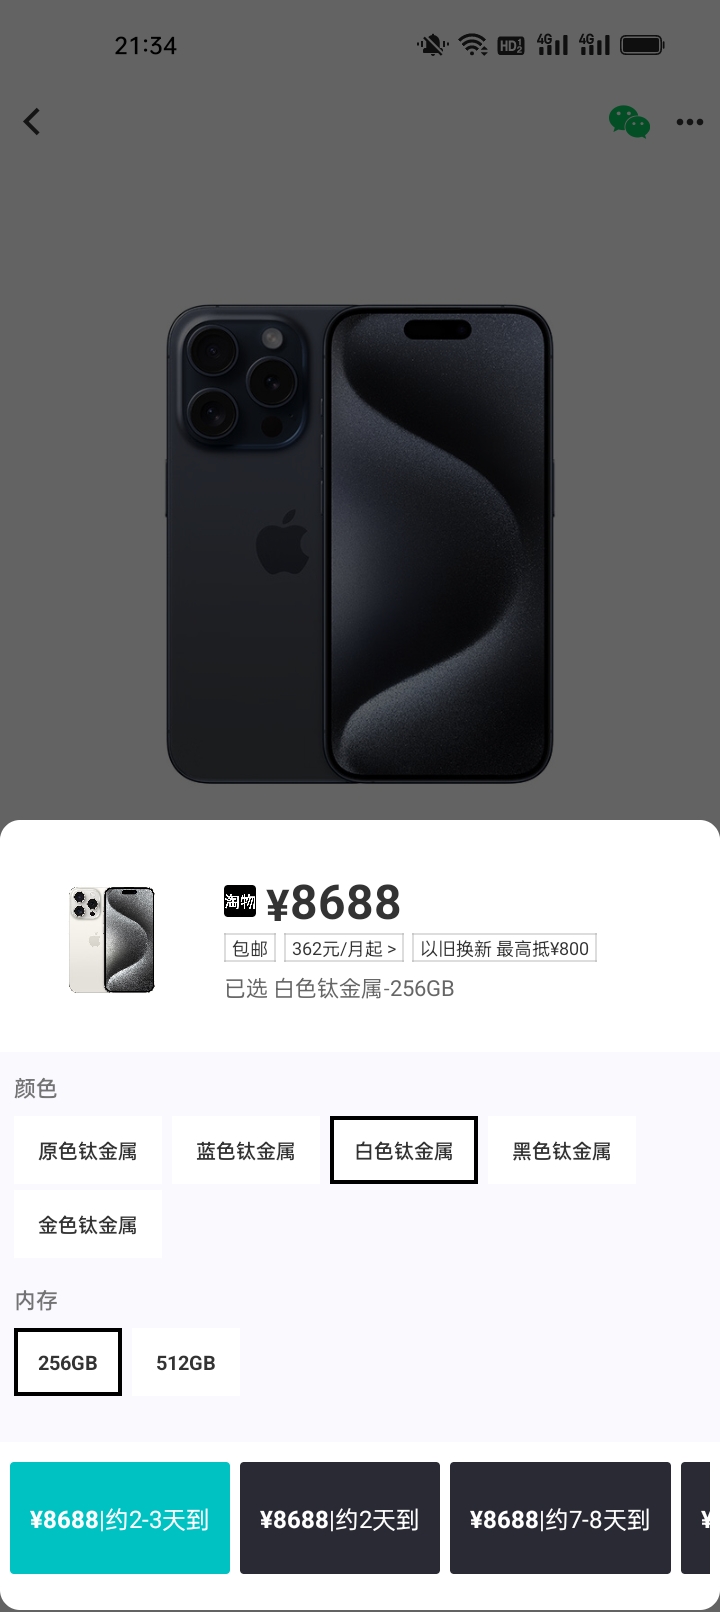 21:34
HD 1 2 4G 4G
淘物 ¥8688
包邮 362元/月起 > 以旧换新 最高抵¥800
已选 白色钛金属-256GB
颜色
原色钛金属 蓝色钛金属 白色钛金属 黑色钛金属
金色钛金属
内存
256GB 512GB
¥8688|约2-3天到 ¥8688|约2天到 ¥8688|约7-8天到 ¥